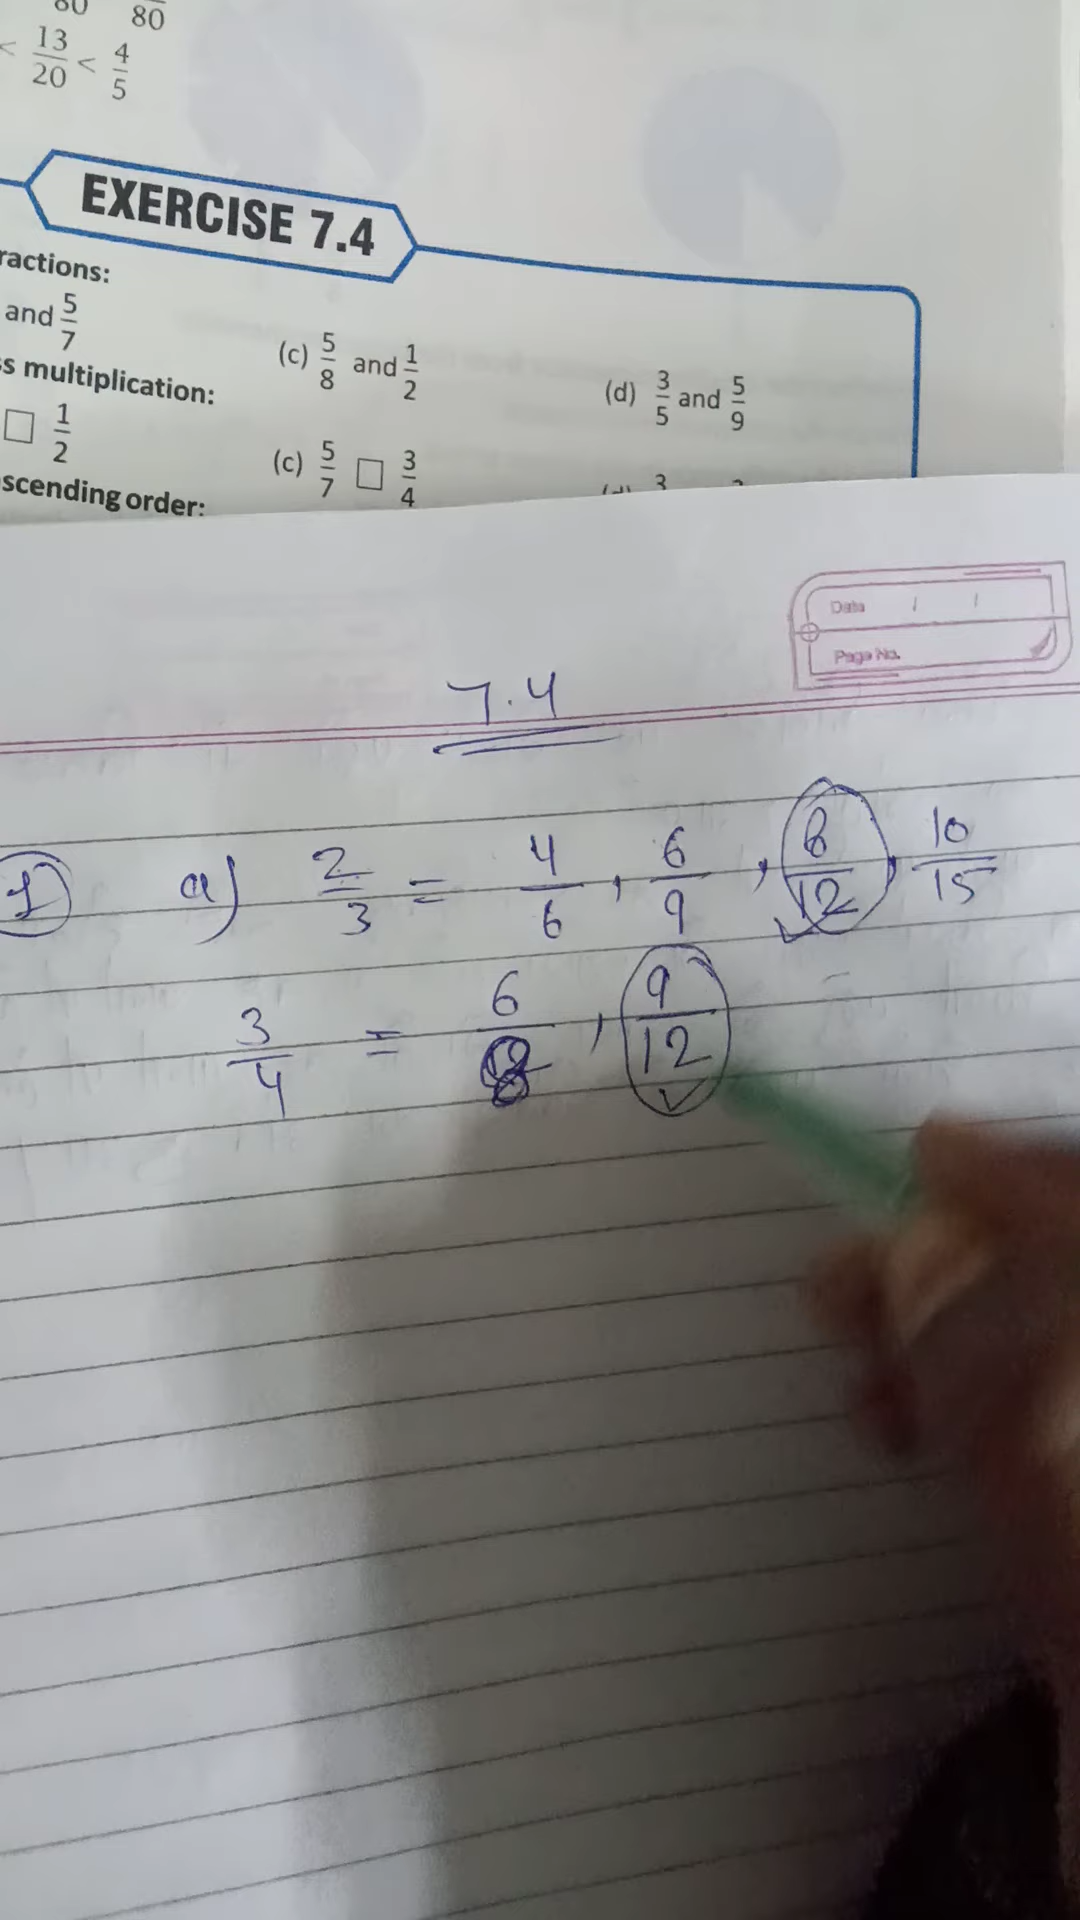 80 80
< 13/20 < 4/5
EXERCISE 7.4
ractions:
and 5/7 (c) 5/8 and 1/2 (d) 3/5 and 5/9
s multiplication:
□ 1/2 (c) 5/7 □ 3/4 3
scending order:
Date / /
Page No.
7.4
1 a) 2/3 = 4/6 , 6/9 , 8/12 , 10/15
3/4 = 6/8 , 9/12